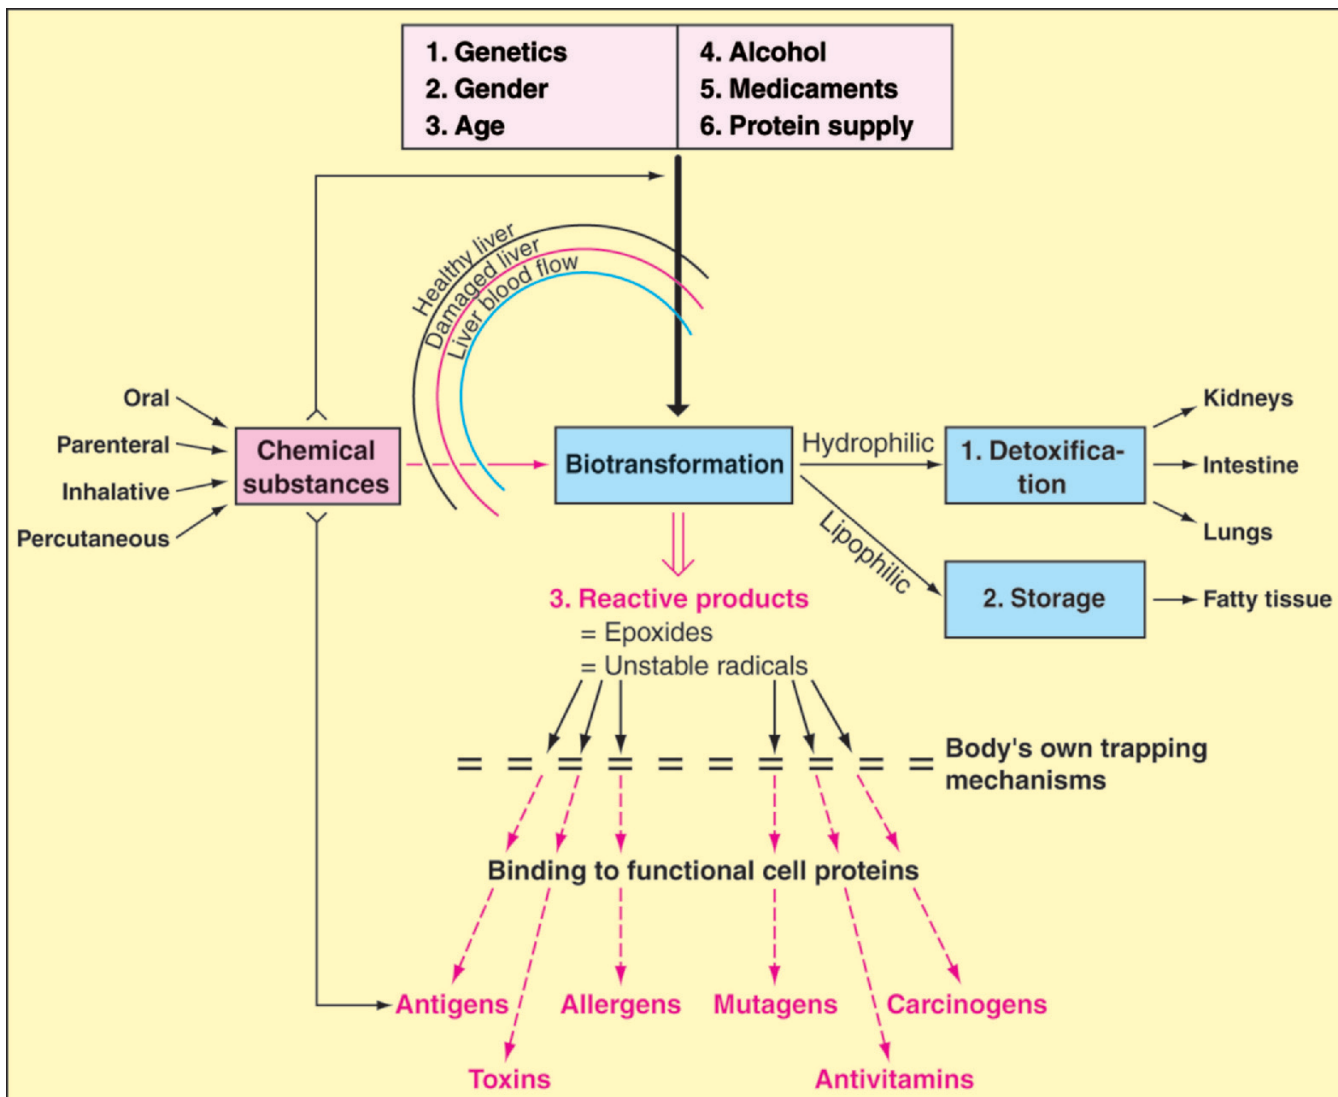 1. Genetics
2. Gender
3. Age
4. Alcohol
5. Medicaments
6. Protein supply
Healthy liver
Damaged liver
Liver blood flow
Oral
Parenteral
Inhalative
Percutaneous
Chemical
substances
Biotransformation
Hydrophilic
Lipophilic
1. Detoxifica-
tion
2. Storage
Kidneys
Intestine
Lungs
Fatty tissue
3. Reactive products
= Epoxides
= Unstable radicals
= = = = = = = = = =
Body's own trapping
mechanisms
Binding to functional cell proteins
Antigens
Allergens
Mutagens
Carcinogens
Toxins
Antivitamins